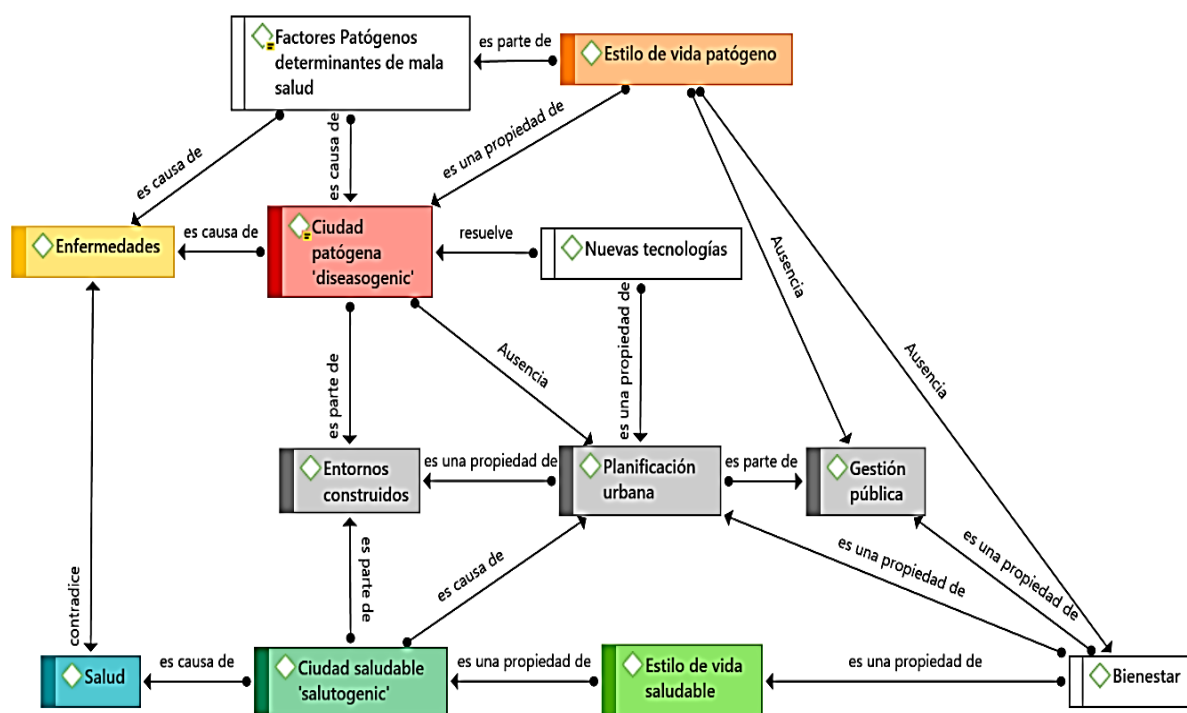 Factores Patógenos
determinantes de mala
salud
es parte de
Estilo de vida patógeno
es causa de
es causa de
es una propiedad de
Enfermedades
es causa de
Ciudad
patógena
'diseasogenic'
resuelve
Nuevas tecnologías
Ausencia
Ausencia
es parte de
Ausencia
es una propiedad de
Entornos
construidos
es una propiedad de
Planificación
urbana
es parte de
Gestión
pública
contradice
es parte de
es causa de
es una propiedad de
es una propiedad de
Salud
es causa de
Ciudad saludable
'salutogenic'
es una propiedad de
Estilo de vida
saludable
es una propiedad de
Bienestar